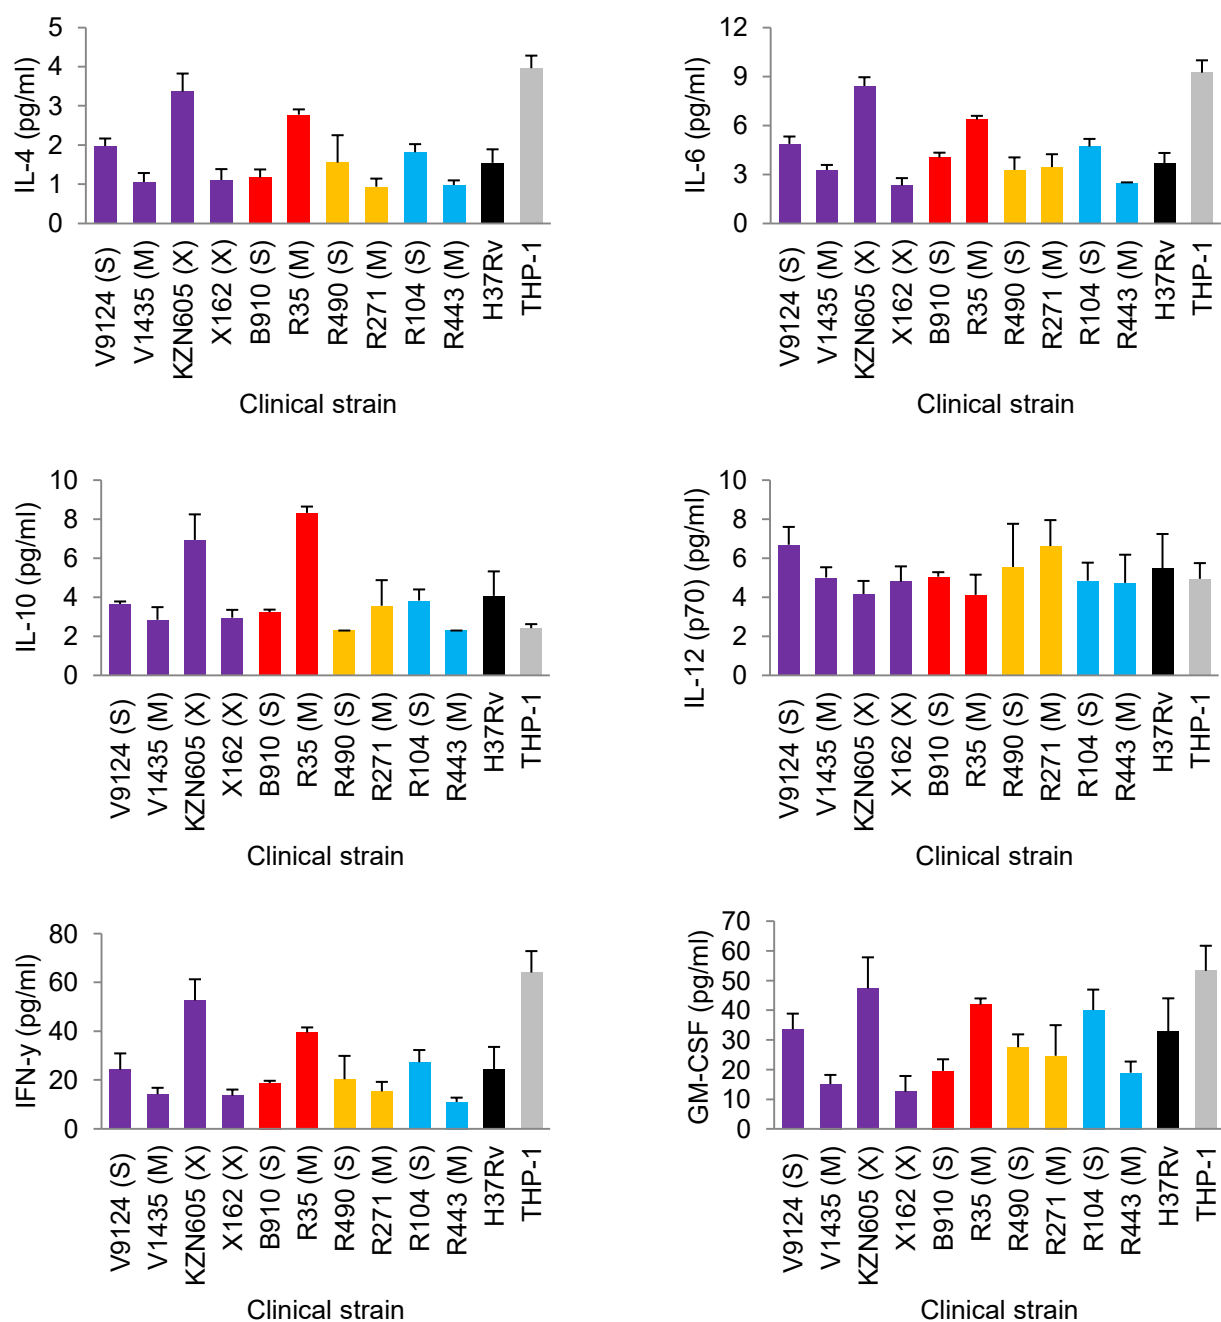 IL-4 (pg/ml)
5
4
3
2
1
0
V9124 (S)
V1435 (M)
KZN605 (X)
X162 (X)
B910 (S)
R35 (M)
R490 (S)
R271 (M)
R104 (S)
R443 (M)
H37Rv
THP-1
Clinical strain
IL-6 (pg/ml)
12
9
6
3
0
V9124 (S)
V1435 (M)
KZN605 (X)
X162 (X)
B910 (S)
R35 (M)
R490 (S)
R271 (M)
R104 (S)
R443 (M)
H37Rv
THP-1
Clinical strain
IL-10 (pg/ml)
10
8
6
4
2
0
V9124 (S)
V1435 (M)
KZN605 (X)
X162 (X)
B910 (S)
R35 (M)
R490 (S)
R271 (M)
R104 (S)
R443 (M)
H37Rv
THP-1
Clinical strain
IL-12 (p70) (pg/ml)
10
8
6
4
2
0
V9124 (S)
V1435 (M)
KZN605 (X)
X162 (X)
B910 (S)
R35 (M)
R490 (S)
R271 (M)
R104 (S)
R443 (M)
H37Rv
THP-1
Clinical strain
IFN-y (pg/ml)
80
60
40
20
0
V9124 (S)
V1435 (M)
KZN605 (X)
X162 (X)
B910 (S)
R35 (M)
R490 (S)
R271 (M)
R104 (S)
R443 (M)
H37Rv
THP-1
Clinical strain
GM-CSF (pg/ml)
70
60
50
40
30
20
10
0
V9124 (S)
V1435 (M)
KZN605 (X)
X162 (X)
B910 (S)
R35 (M)
R490 (S)
R271 (M)
R104 (S)
R443 (M)
H37Rv
THP-1
Clinical strain